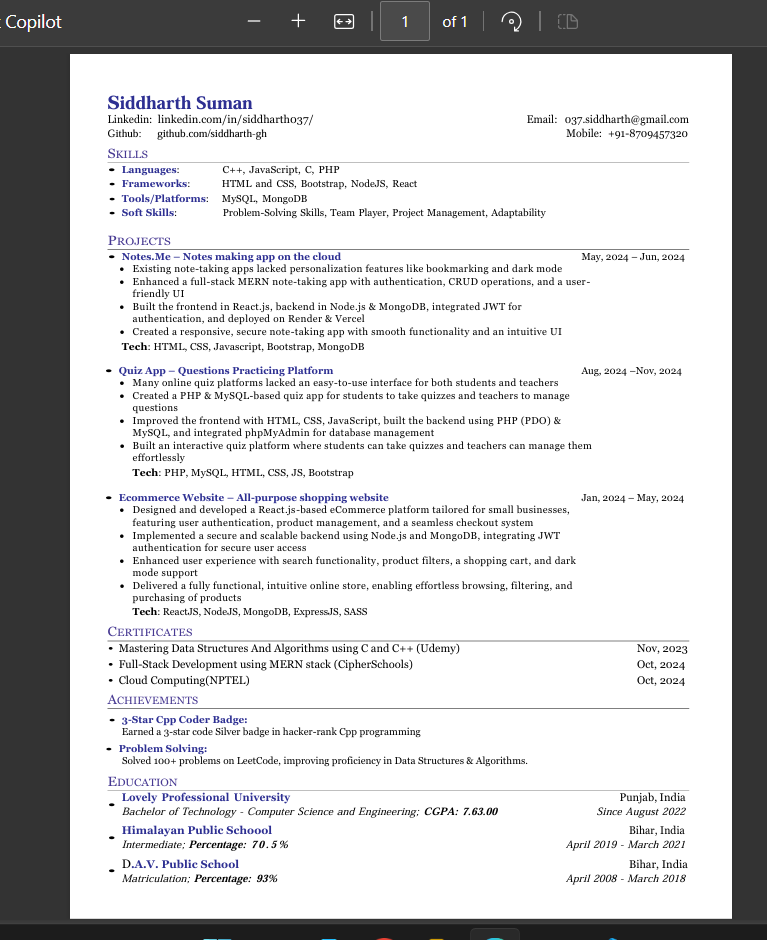 : Copilot
1 of 1
Siddharth Suman
Linkedin: linkedin.com/in/siddharth037/
Email: 037.siddharth@gmail.com
Github: github.com/siddharth-gh
Mobile: +91-8709457320
SKILLS
Languages: C++, JavaScript, C, PHP
Frameworks: HTML and CSS, Bootstrap, NodeJS, React
Tools/Platforms: MySQL, MongoDB
Soft Skills: Problem-Solving Skills, Team Player, Project Management, Adaptability
PROJECTS
Notes.Me – Notes making app on the cloud May, 2024 – Jun, 2024
• Existing note-taking apps lacked personalization features like bookmarking and dark mode
• Enhanced a full-stack MERN note-taking app with authentication, CRUD operations, and a user-
friendly UI
• Built the frontend in React.js, backend in Node.js & MongoDB, integrated JWT for
authentication, and deployed on Render & Vercel
• Created a responsive, secure note-taking app with smooth functionality and an intuitive UI
Tech: HTML, CSS, Javascript, Bootstrap, MongoDB
Quiz App – Questions Practicing Platform Aug, 2024 –Nov, 2024
• Many online quiz platforms lacked an easy-to-use interface for both students and teachers
• Created a PHP & MySQL-based quiz app for students to take quizzes and teachers to manage
questions
• Improved the frontend with HTML, CSS, JavaScript, built the backend using PHP (PDO) &
MySQL, and integrated phpMyAdmin for database management
• Built an interactive quiz platform where students can take quizzes and teachers can manage them
effortlessly
Tech: PHP, MySQL, HTML, CSS, JS, Bootstrap
Ecommerce Website – All-purpose shopping website Jan, 2024 – May, 2024
• Designed and developed a React.js-based eCommerce platform tailored for small businesses,
featuring user authentication, product management, and a seamless checkout system
• Implemented a secure and scalable backend using Node.js and MongoDB, integrating JWT
authentication for secure user access
• Enhanced user experience with search functionality, product filters, a shopping cart, and dark
mode support
• Delivered a fully functional, intuitive online store, enabling effortless browsing, filtering, and
purchasing of products
Tech: ReactJS, NodeJS, MongoDB, ExpressJS, SASS
CERTIFICATES
• Mastering Data Structures And Algorithms using C and C++ (Udemy) Nov, 2023
• Full-Stack Development using MERN stack (CipherSchools) Oct, 2024
• Cloud Computing(NPTEL) Oct, 2024
ACHIEVEMENTS
3-Star Cpp Coder Badge:
Earned a 3-star code Silver badge in hacker-rank Cpp programming
Problem Solving:
Solved 100+ problems on LeetCode, improving proficiency in Data Structures & Algorithms.
EDUCATION
Lovely Professional University Punjab, India
Bachelor of Technology - Computer Science and Engineering; CGPA: 7.63.00 Since August 2022
Himalayan Public Schoool Bihar, India
Intermediate; Percentage: 70.5% April 2019 - March 2021
D.A.V. Public School Bihar, India
Matriculation; Percentage: 93% April 2008 - March 2018